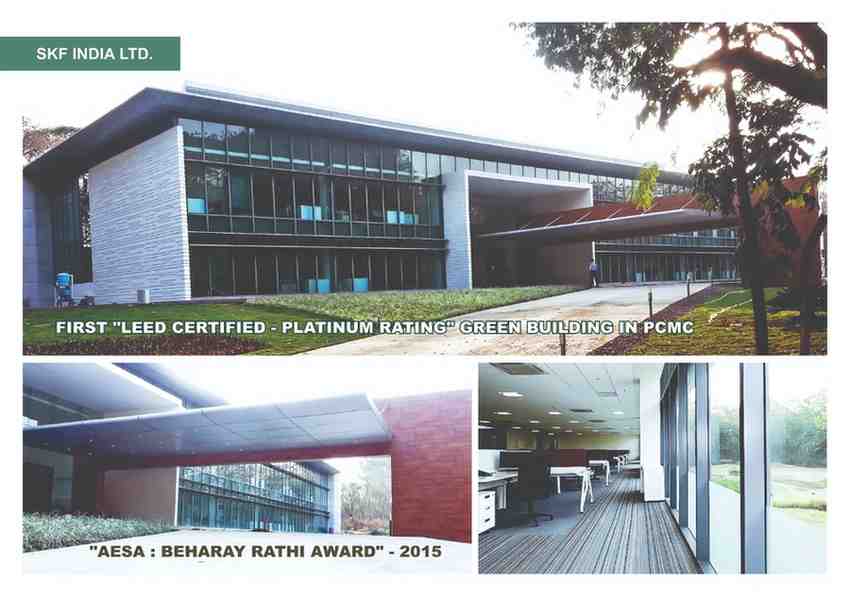 SKF INDIA LTD.
FIRST "LEED CERTIFIED - PLATINUM RATING" GREEN BUILDING IN PCMC
"AESA : BEHARAY RATHI AWARD" - 2015